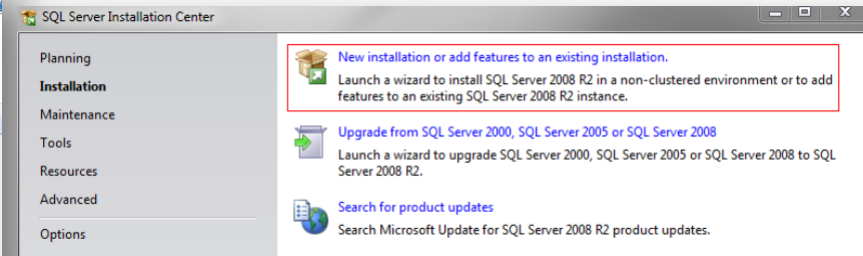 SQL Server Installation Center
Planning
Installation
Maintenance
Tools
Resources
Advanced
Options
New installation or add features to an existing installation.
Launch a wizard to install SQL Server 2008 R2 in a non-clustered environment or to add
features to an existing SQL Server 2008 R2 instance.
Upgrade from SQL Server 2000, SQL Server 2005 or SQL Server 2008
Launch a wizard to upgrade SQL Server 2000, SQL Server 2005 or SQL Server 2008 to SQL
Server 2008 R2.
Search for product updates
Search Microsoft Update for SQL Server 2008 R2 product updates.